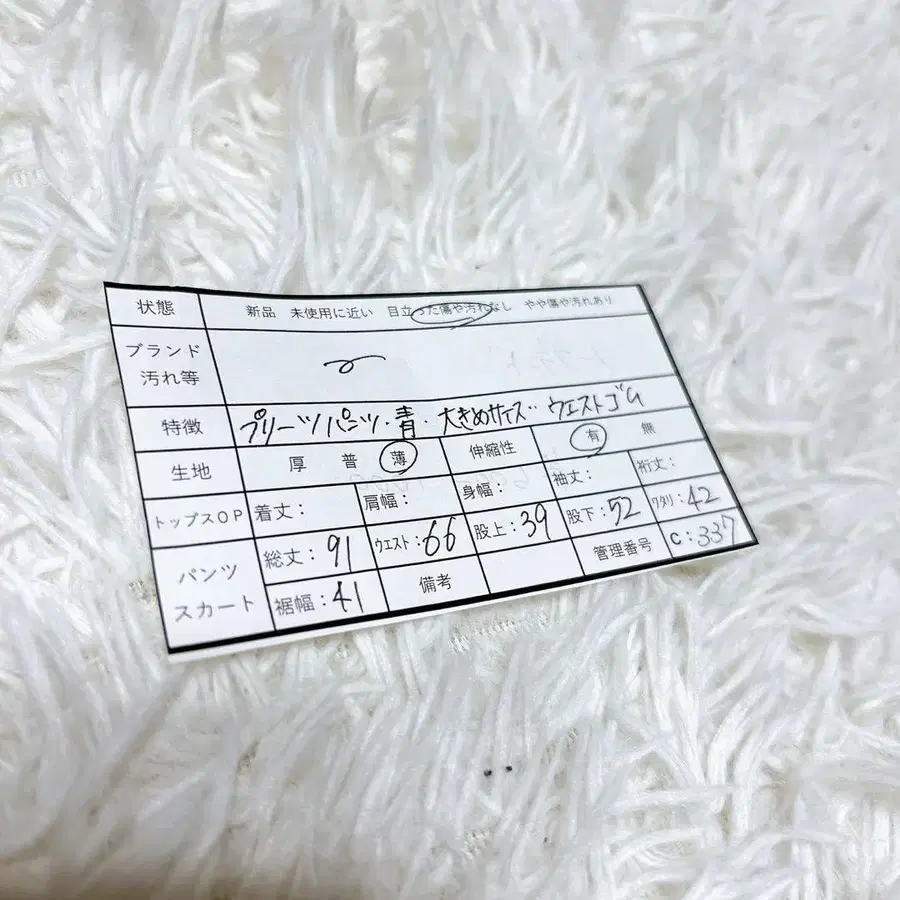 状態 新品 未使用に近い 目立った傷や汚れなし やや傷や汚れあり
ブランド
汚れ等
特徴 プリーツパンツ・青・大きめサイズ・ウエストゴム
生地 厚 普 薄 伸縮性 有 無
トップスOP 着丈: 肩幅: 身幅: 袖丈: 裄丈:
パンツ 総丈:91 ウエスト:66 股上:39 股下:52 ワタリ:42
スカート 裾幅:41 備考 管理番号 C:337